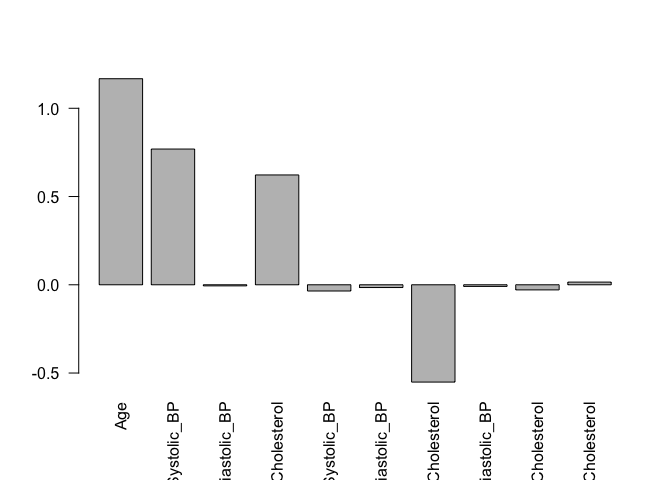 1.0
0.5
0.0
-0.5
Age
Systolic_BP
iastolic_BP
Cholesterol
Systolic_BP
iastolic_BP
Cholesterol
iastolic_BP
Cholesterol
Cholesterol